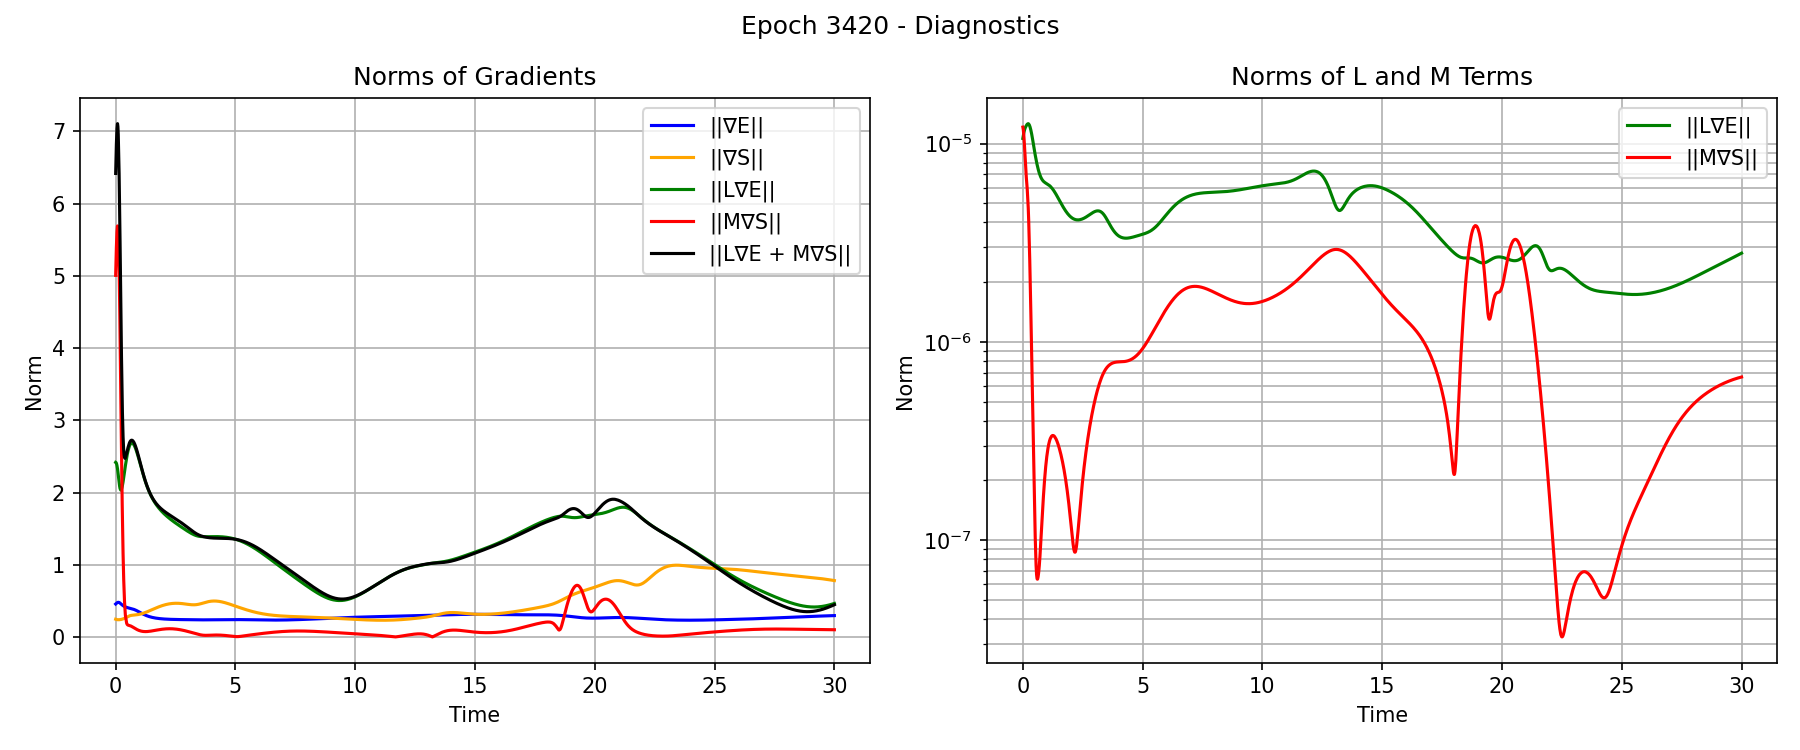 Epoch 3420 - Diagnostics
Norms of Gradients
Norm
7
6
5
4
3
2
1
0
||∇E||
||∇S||
||L∇E||
||M∇S||
||L∇E + M∇S||
0 5 10 15 20 25 30
Time
Norms of L and M Terms
Norm
10⁻⁵
10⁻⁶
10⁻⁷
||L∇E||
||M∇S||
0 5 10 15 20 25 30
Time